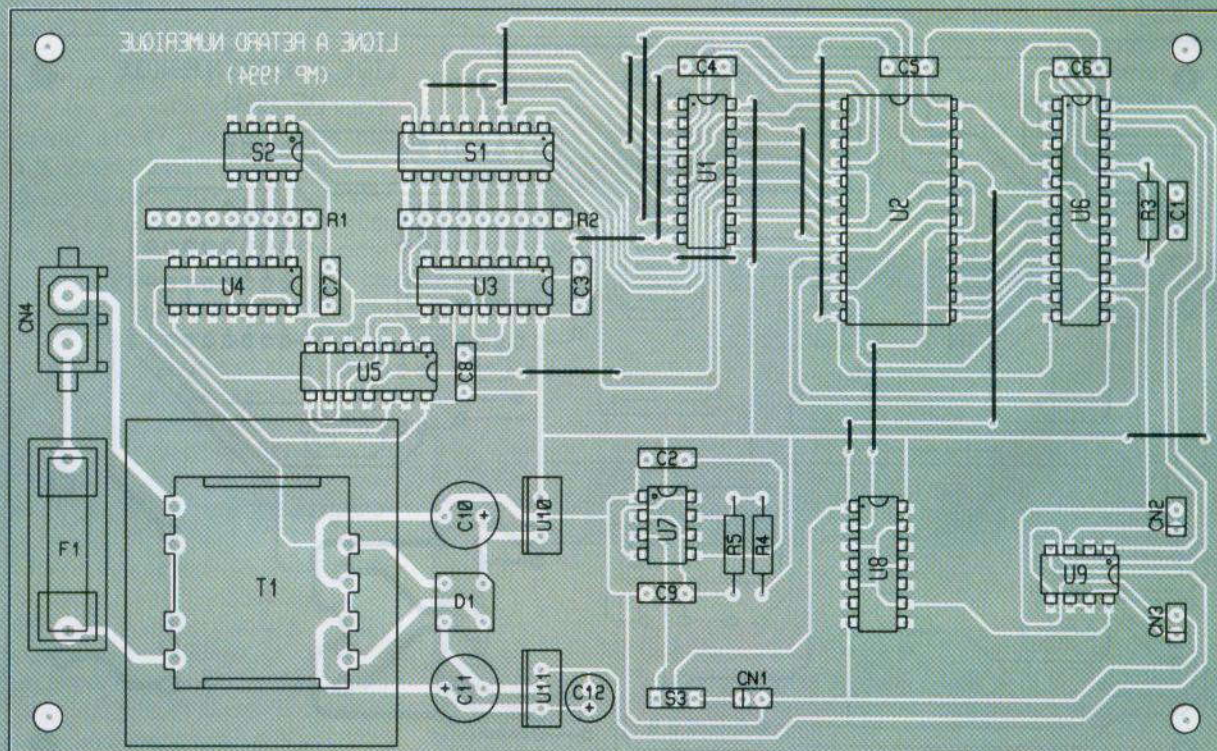 LIGNE A RETARD NUMERIQUE
(MP 1994)
C4
C5
C6
S2
S1
U1
U2
U6
R3
C1
R1
R2
U4
C7
U3
C3
CN4
U5
C8
C2
CN2
F1
T1
C10
U10
U7
R5
R4
U8
U9
D1
C9
CN3
C11
U11
C12
S3
CN1